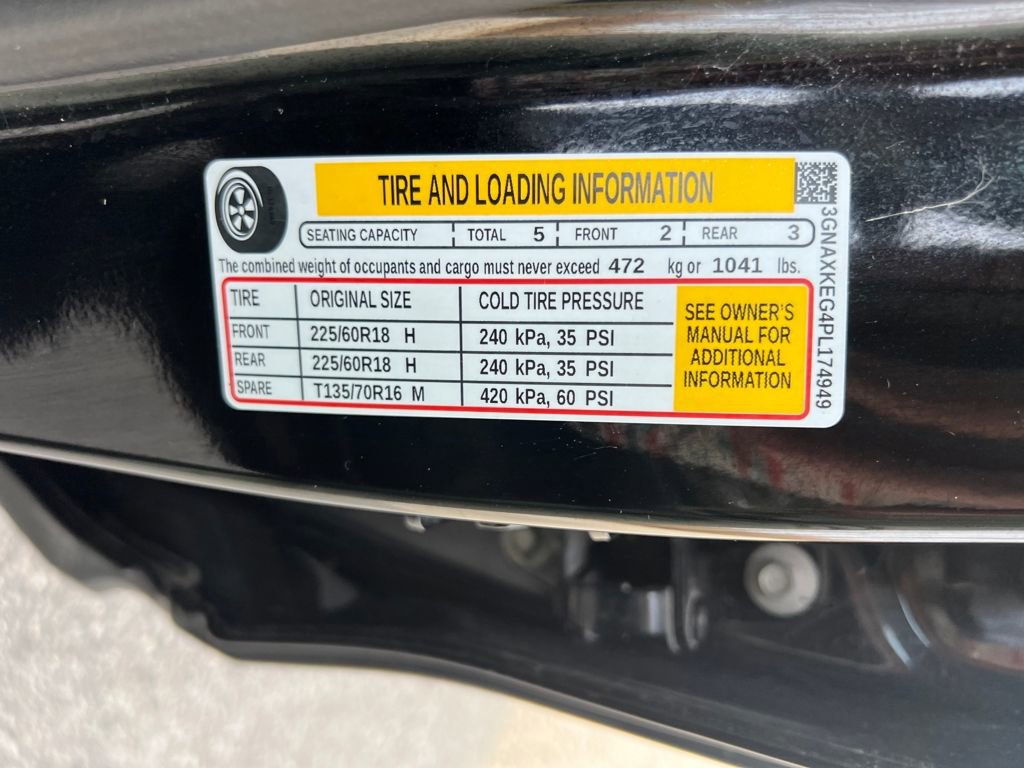 TIRE AND LOADING INFORMATION
SEATING CAPACITY TOTAL 5 FRONT 2 REAR 3
The combined weight of occupants and cargo must never exceed 472 kg or 1041 lbs.
TIRE ORIGINAL SIZE COLD TIRE PRESSURE
FRONT 225/60R18 H 240 kPa, 35 PSI
REAR 225/60R18 H 240 kPa, 35 PSI
SPARE T135/70R16 M 420 kPa, 60 PSI
SEE OWNER'S
MANUAL FOR
ADDITIONAL
INFORMATION
3GNAXKEG4PL174949